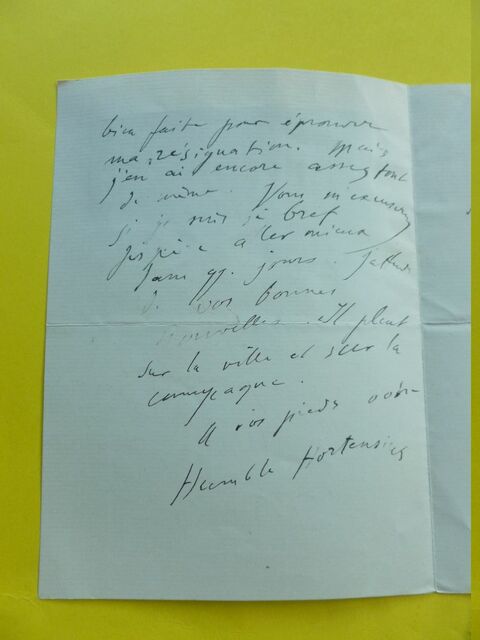 bien faite pour éprouver
ma résignation. Mais
j'en ai encore assez tout
de même. Vous m'excuserez
si je suis si bref
J'espère aller mieux
dans qq. jours. J'attends
de vos bonnes
nouvelles. Il pleut
sur la ville et sur la
campagne.
A vos pieds votre
Humble Hortensius